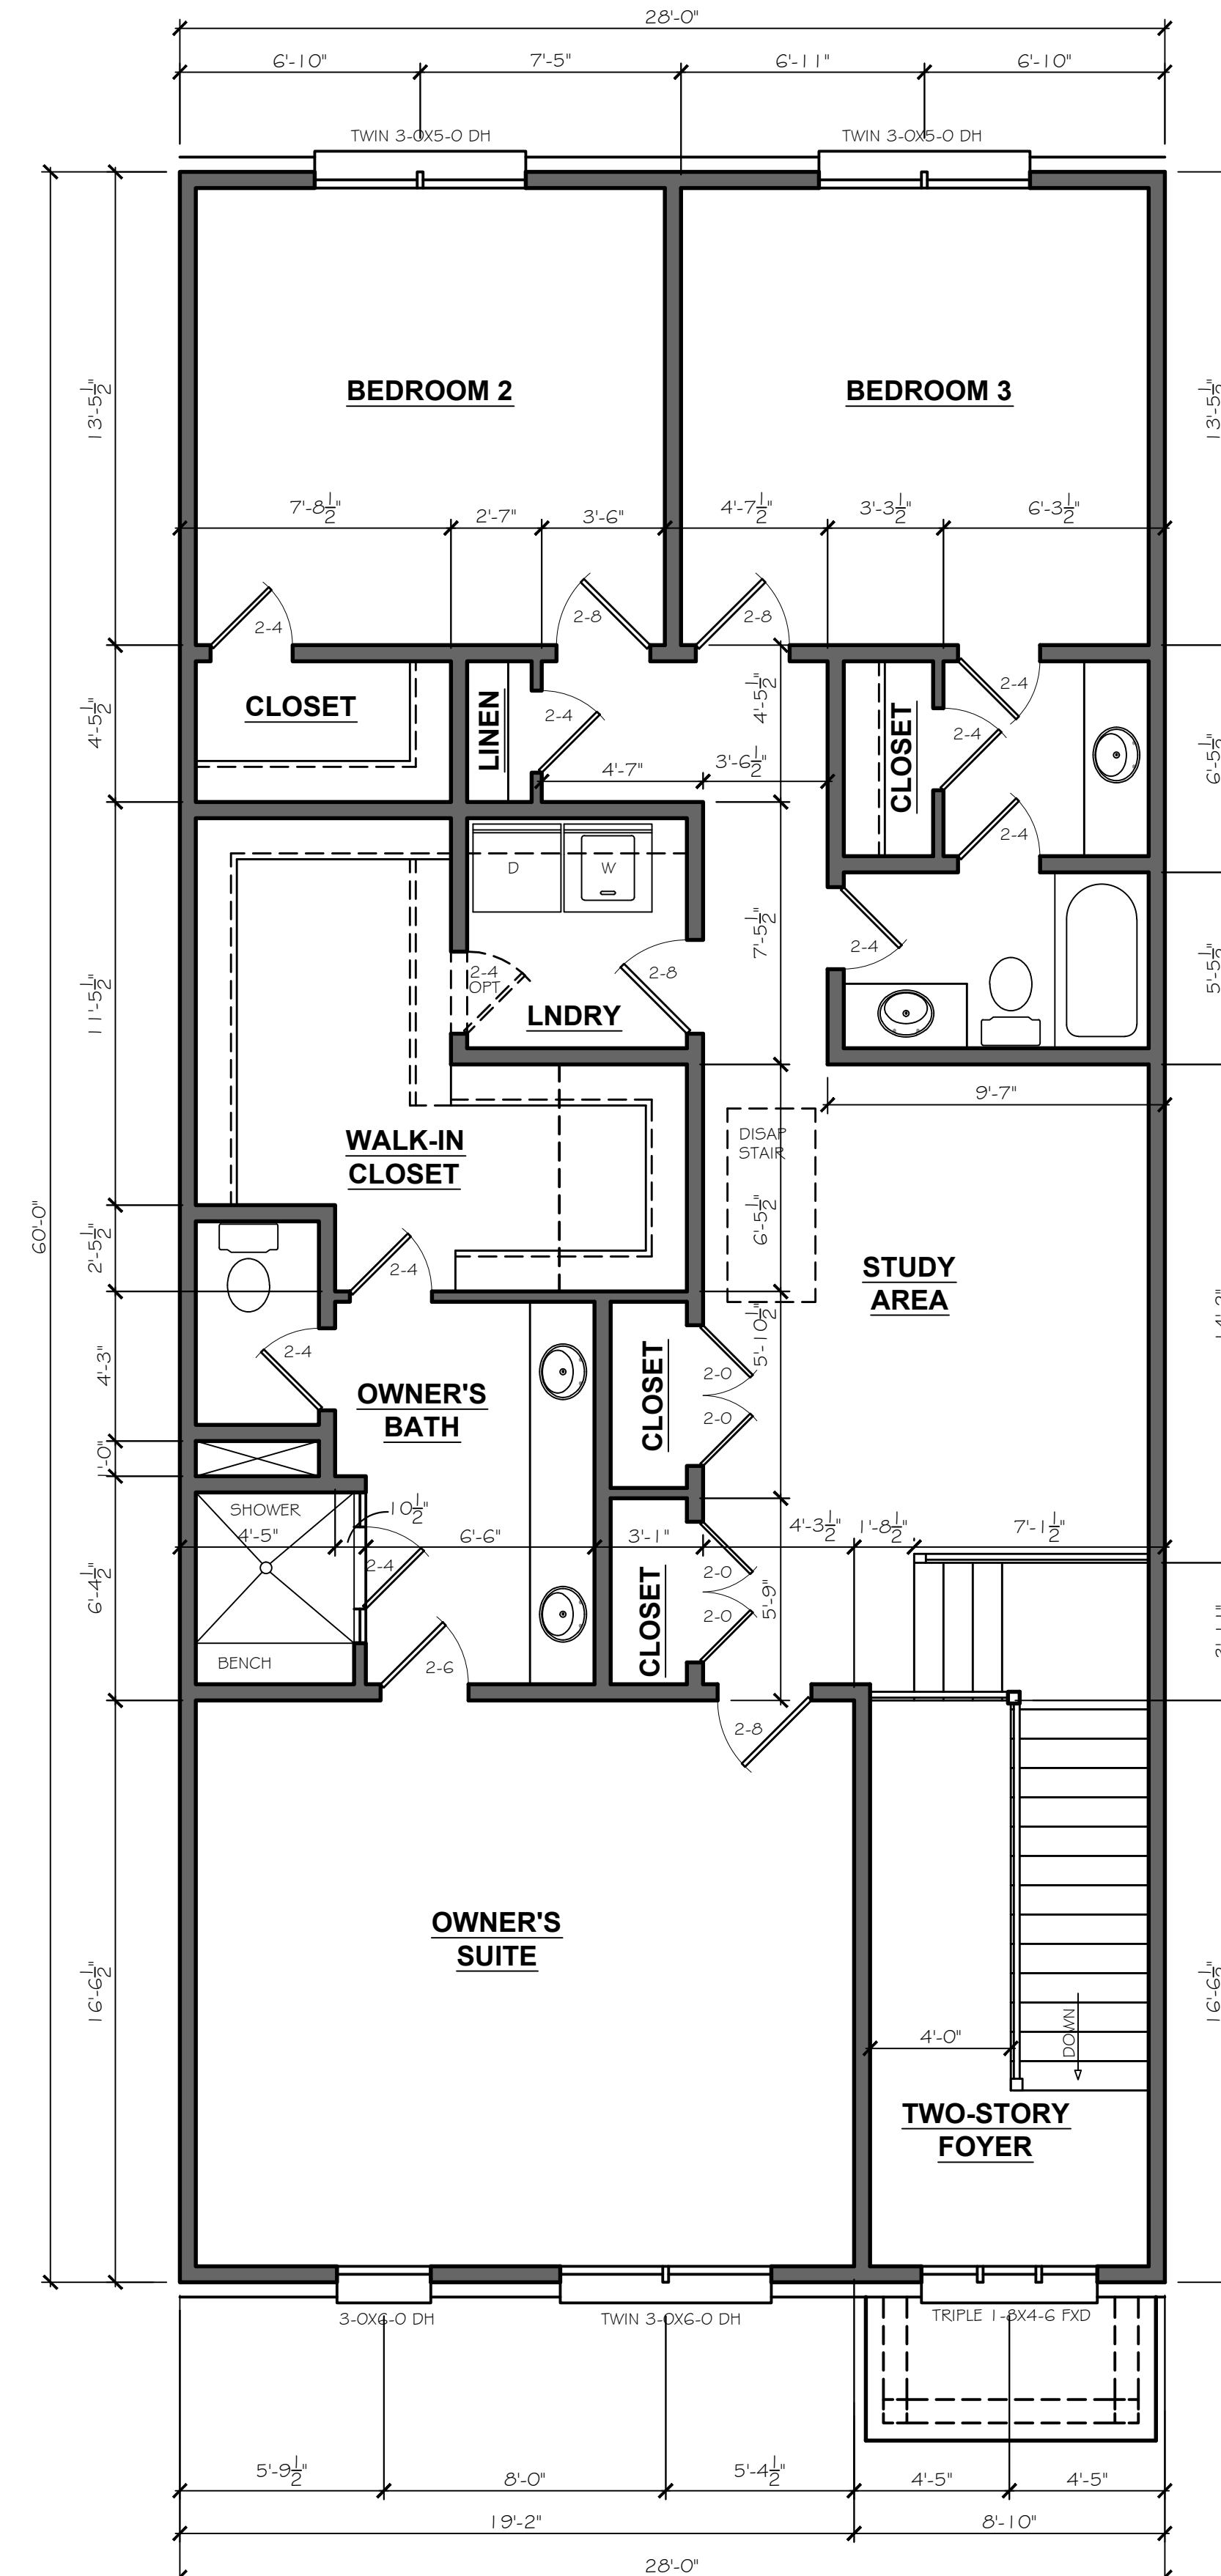 28'-0"
6'-10" 7'-5" 6'-11" 6'-10"
TWIN 3-0X5-0 DH TWIN 3-0X5-0 DH
13'-5½" 13'-5½"
BEDROOM 2 BEDROOM 3
7'-8½" 2'-7" 3'-6" 4'-7½" 3'-3½" 6'-3½"
2-4 2-8 2-8
4'-5½" CLOSET LINEN 2-4 4'-5½" CLOSET 2-4 2-4 6'-5½"
4'-7" 3'-6½"
2-4
D W
11'-5½" 7'-5½" 5'-5½"
2-4
OPT
2-8 2-4
LNDRY
9'-7"
DISAP
STAIR
WALK-IN
CLOSET
60'-0"
2'-5½" 6'-5½"
2-4
STUDY
AREA
4'-3" 2-4 5'-10½"
CLOSET 2-0
2-0
OWNER'S
BATH
1'-0"
SHOWER 10½"
4'-5" 6'-6" 3'-1" 4'-3½" 1'-8½" 7'-1½"
6'-4½" 2-4 CLOSET 2-0
2-0 5'-9"
BENCH 2-6
2-8
OWNER'S
SUITE
16'-6½" 16'-6½"
4'-0" DOWN
TWO-STORY
FOYER
3-0X6-0 DH TWIN 3-0X6-0 DH TRIPLE 1-8X4-6 FXD
5'-9½" 8'-0" 5'-4½" 4'-5" 4'-5"
19'-2" 8'-10"
28'-0"